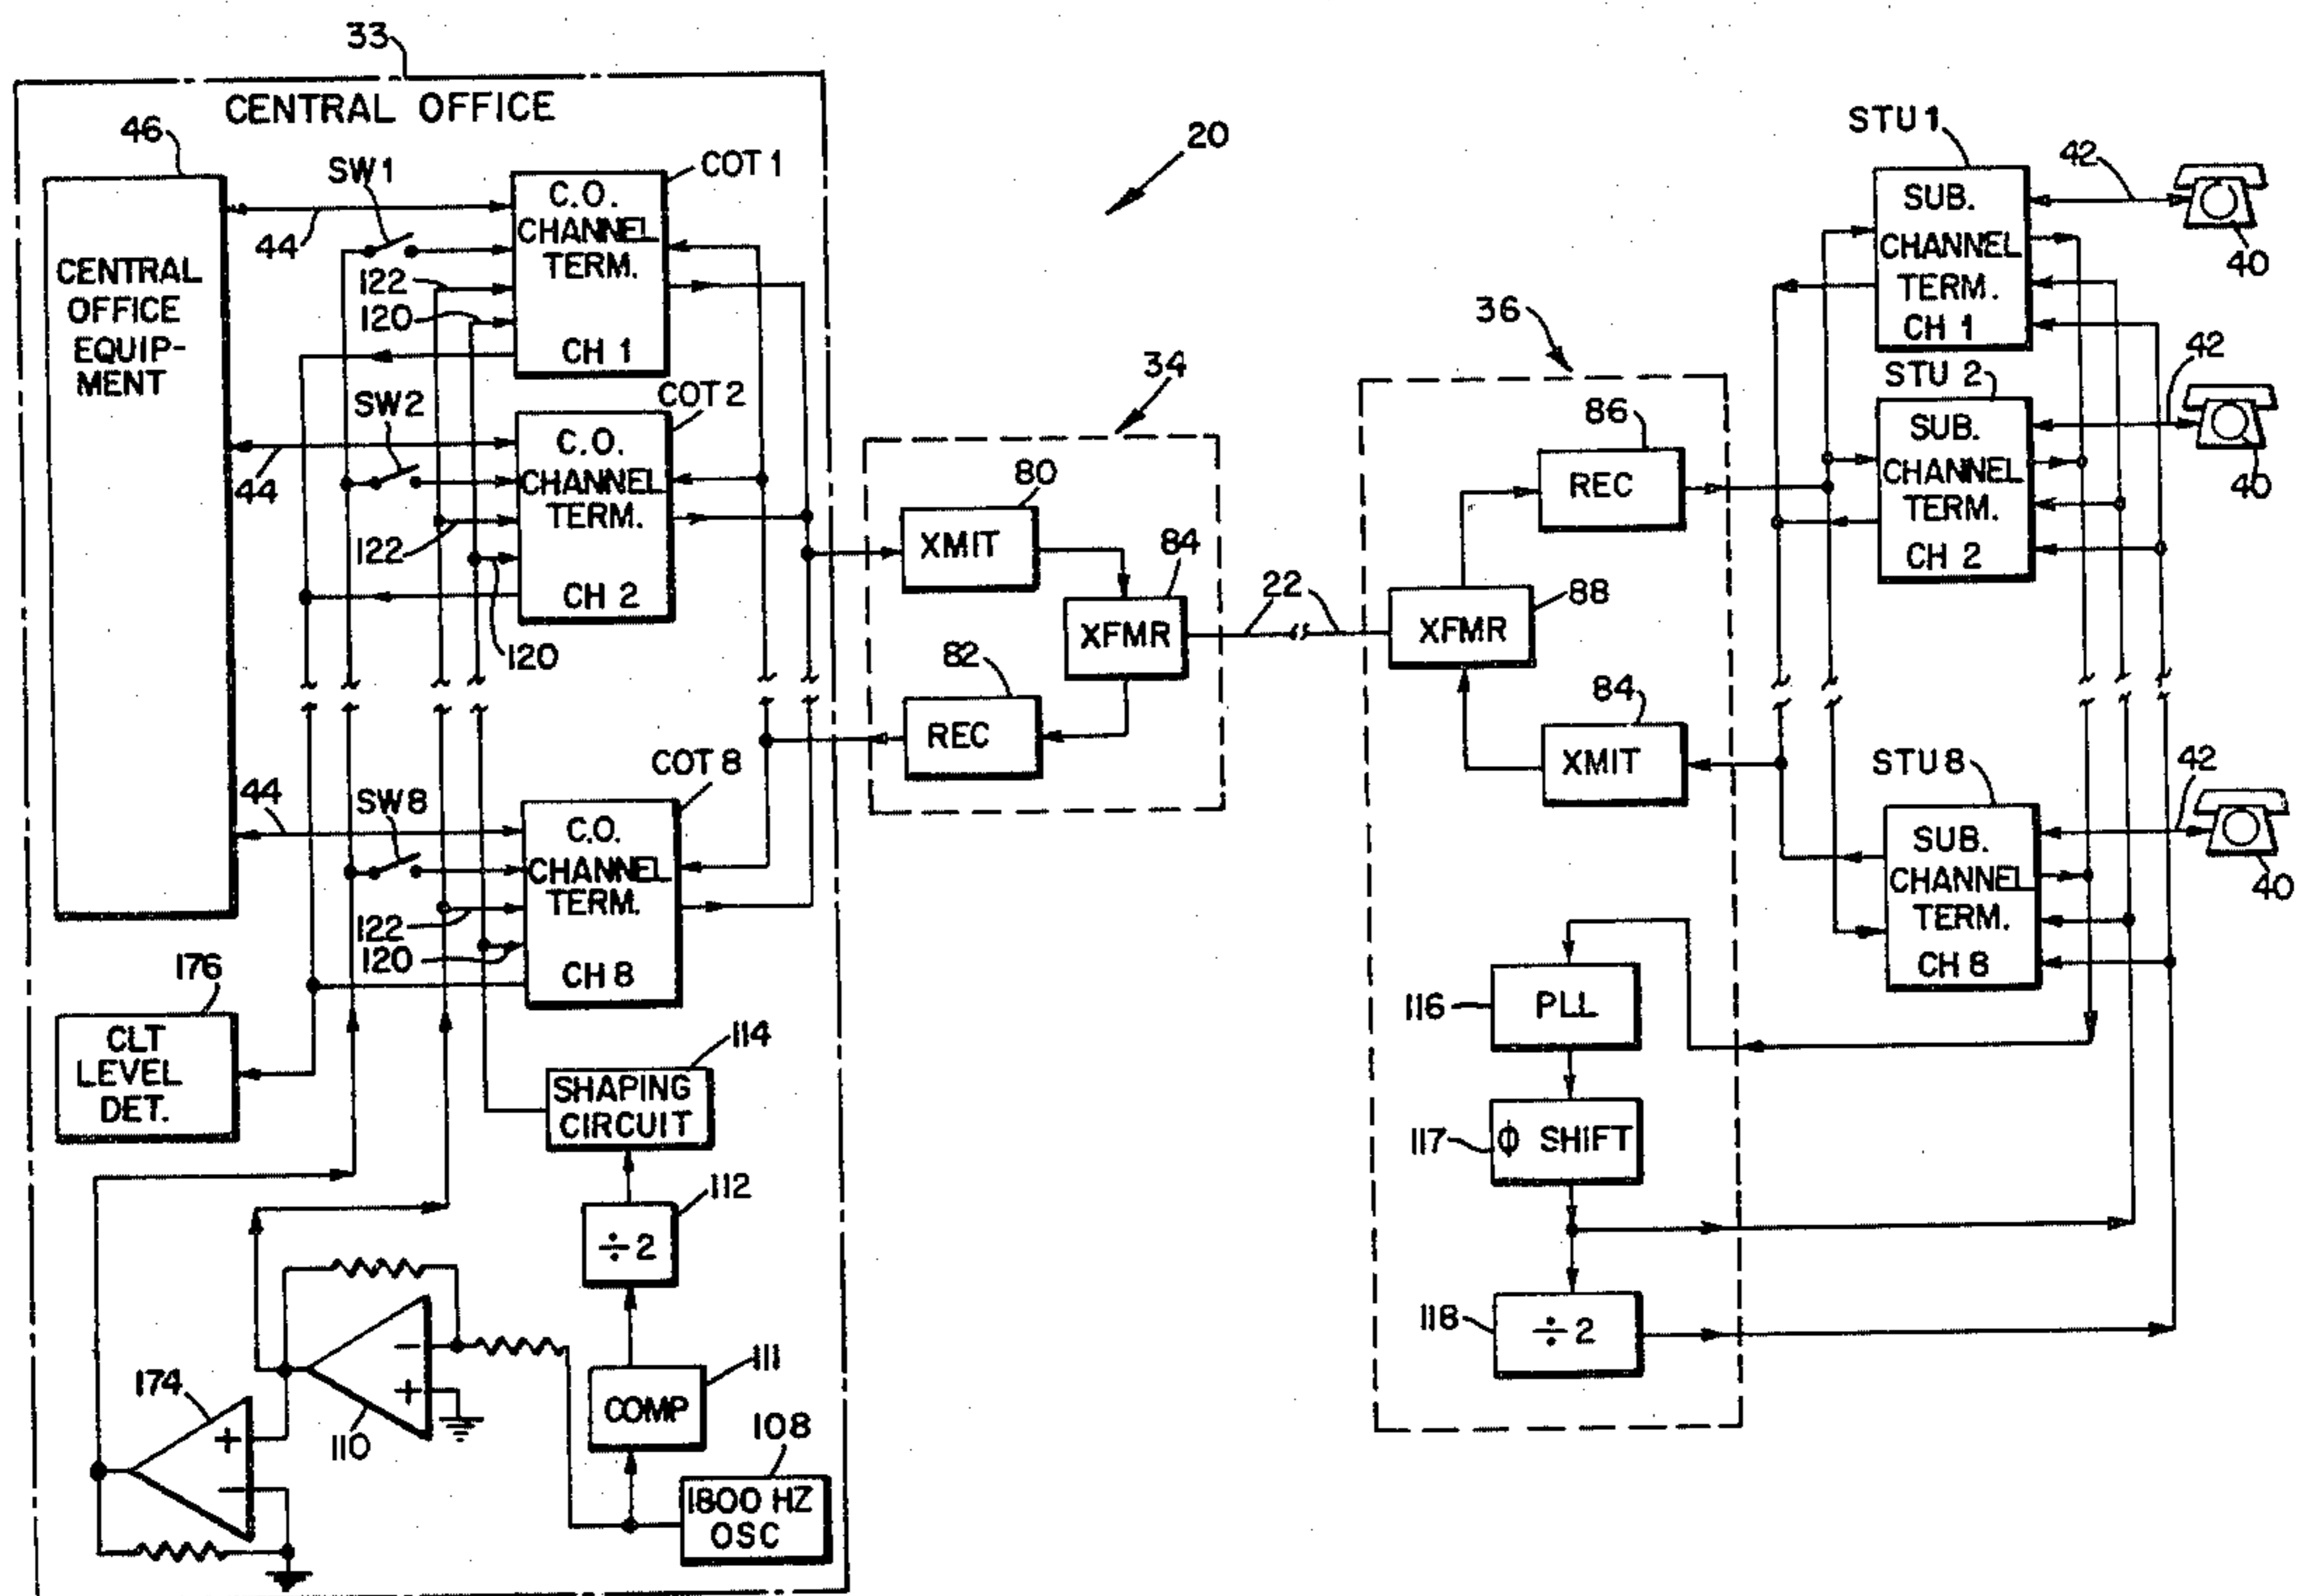 33
CENTRAL OFFICE
46
CENTRAL
OFFICE
EQUIP-
MENT
SW1
44
122
120
C.O.
CHANNEL
TERM.
CH 1
COT 1
SW2
44
122
120
C.O.
CHANNEL
TERM.
CH 2
COT 2
SW8
44
122
120
C.O.
CHANNEL
TERM.
CH 8
COT 8
176
CLT
LEVEL
DET.
114
SHAPING
CIRCUIT
112
÷2
111
COMP
108
1800 HZ
OSC
110
−
+
174
+
−
20
34
80
XMIT
84
XFMR
82
REC
22
36
86
REC
88
XFMR
84
XMIT
116
PLL
117
ϕ SHIFT
118
÷2
STU 1
SUB.
CHANNEL
TERM.
CH 1
42
40
STU 2
SUB.
CHANNEL
TERM.
CH 2
42
40
STU 8
SUB.
CHANNEL
TERM.
CH 8
42
40